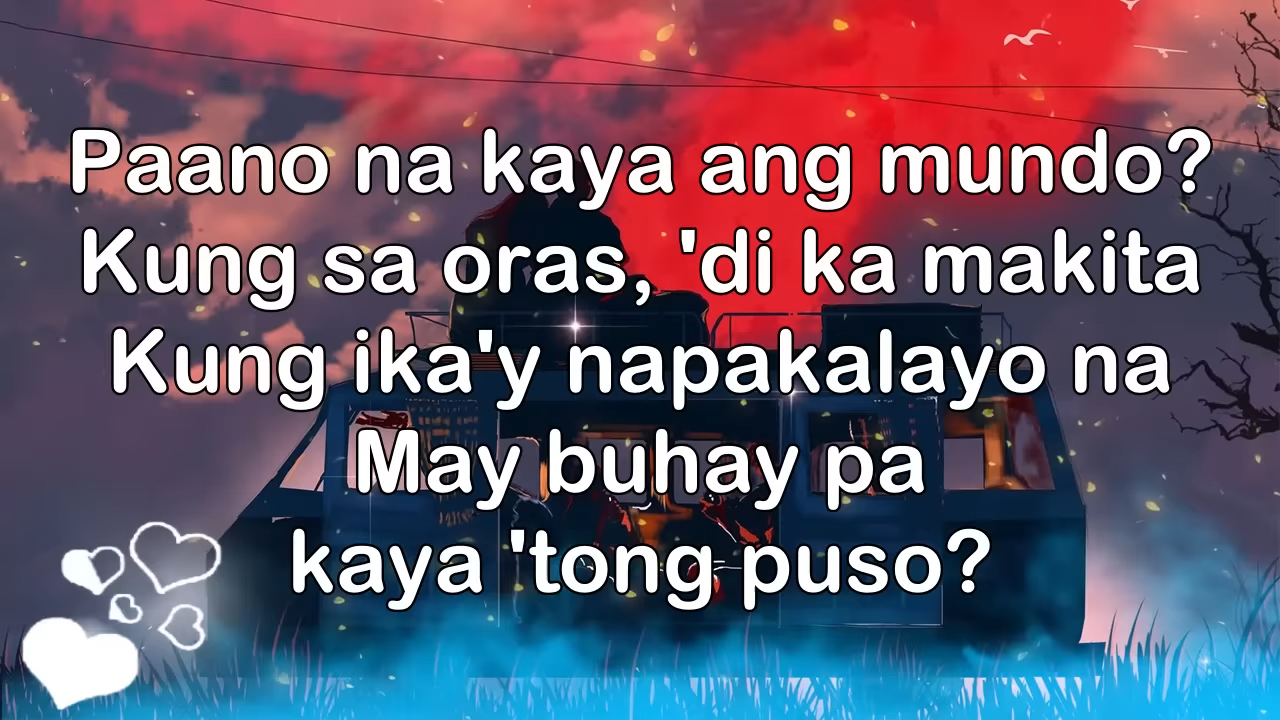 Paano na kaya ang mundo?
Kung sa oras, 'di ka makita
Kung ika'y napakalayo na
May buhay pa
kaya 'tong puso?